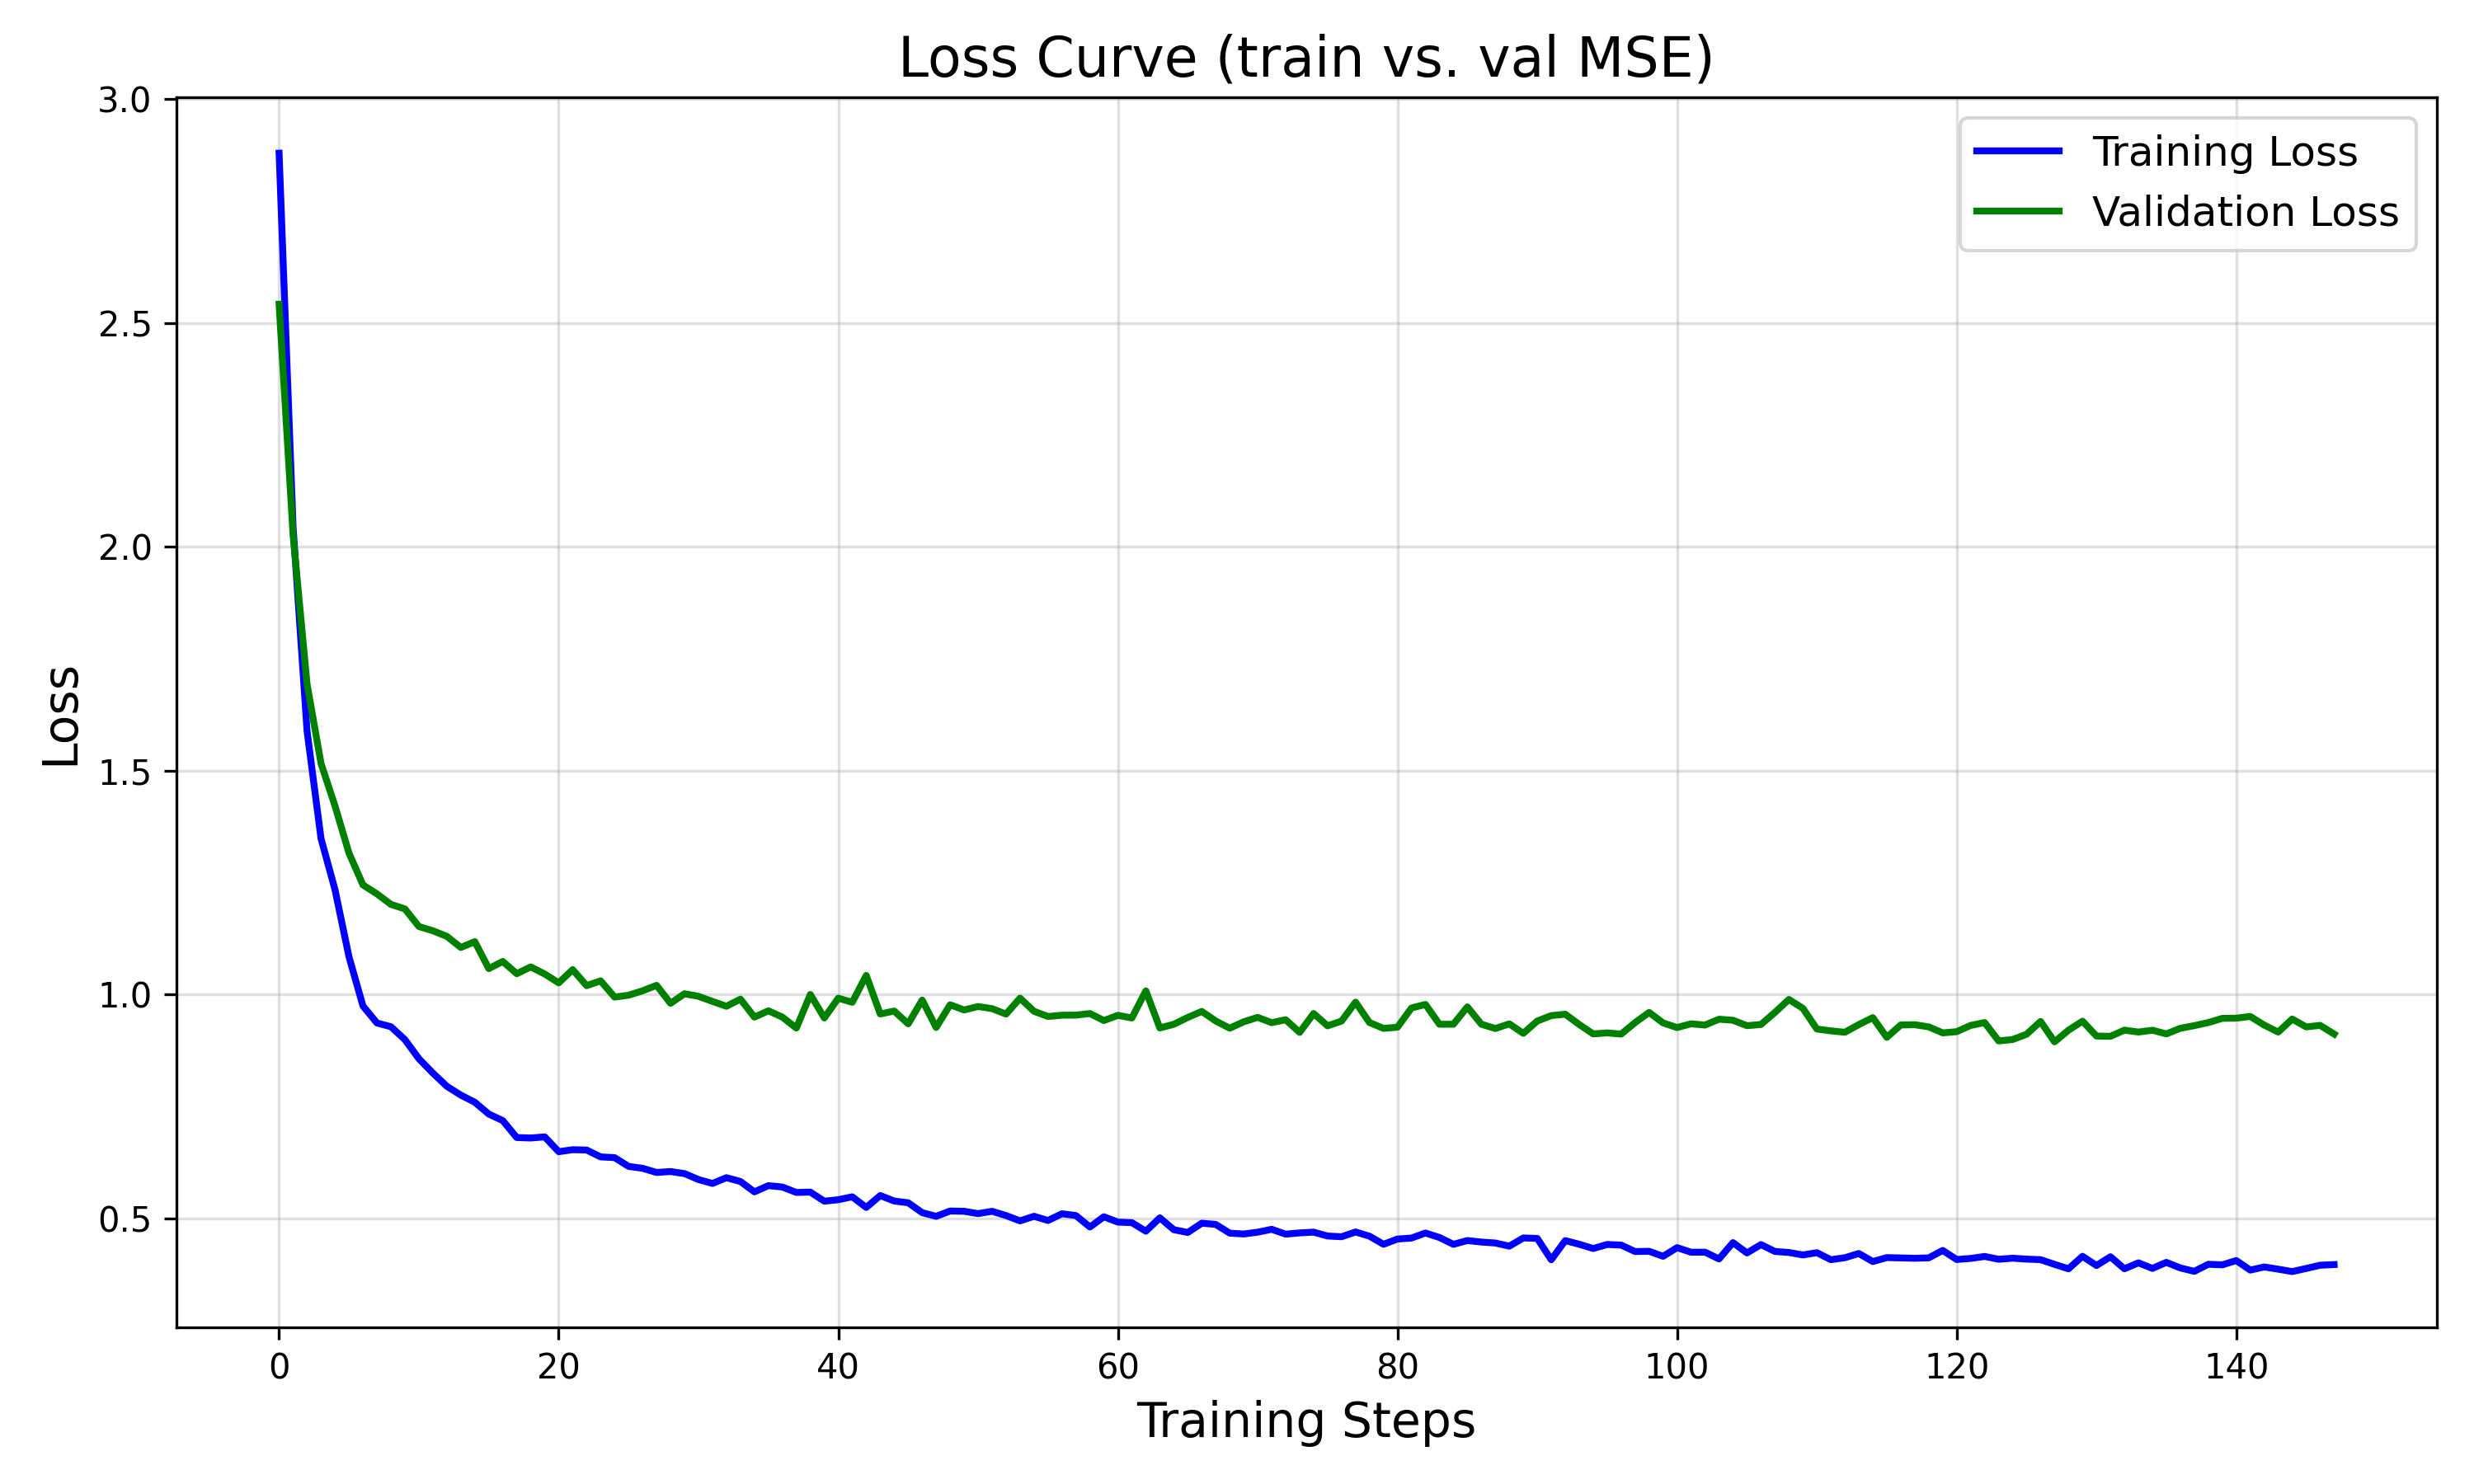 Loss Curve (train vs. val MSE)
3.0
Training Loss
Validation Loss
2.5
2.0
Loss
1.5
1.0
0.5
0 20 40 60 80 100 120 140
Training Steps